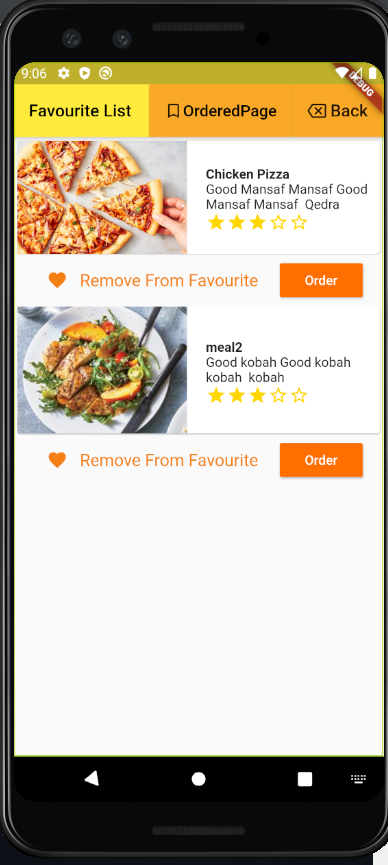 9:06
DEBUG
Favourite List
OrderedPage
Back
Chicken Pizza
Good Mansaf Mansaf Good
Mansaf Mansaf  Qedra
Remove From Favourite
Order
meal2
Good kobah Good kobah
kobah  kobah
Remove From Favourite
Order